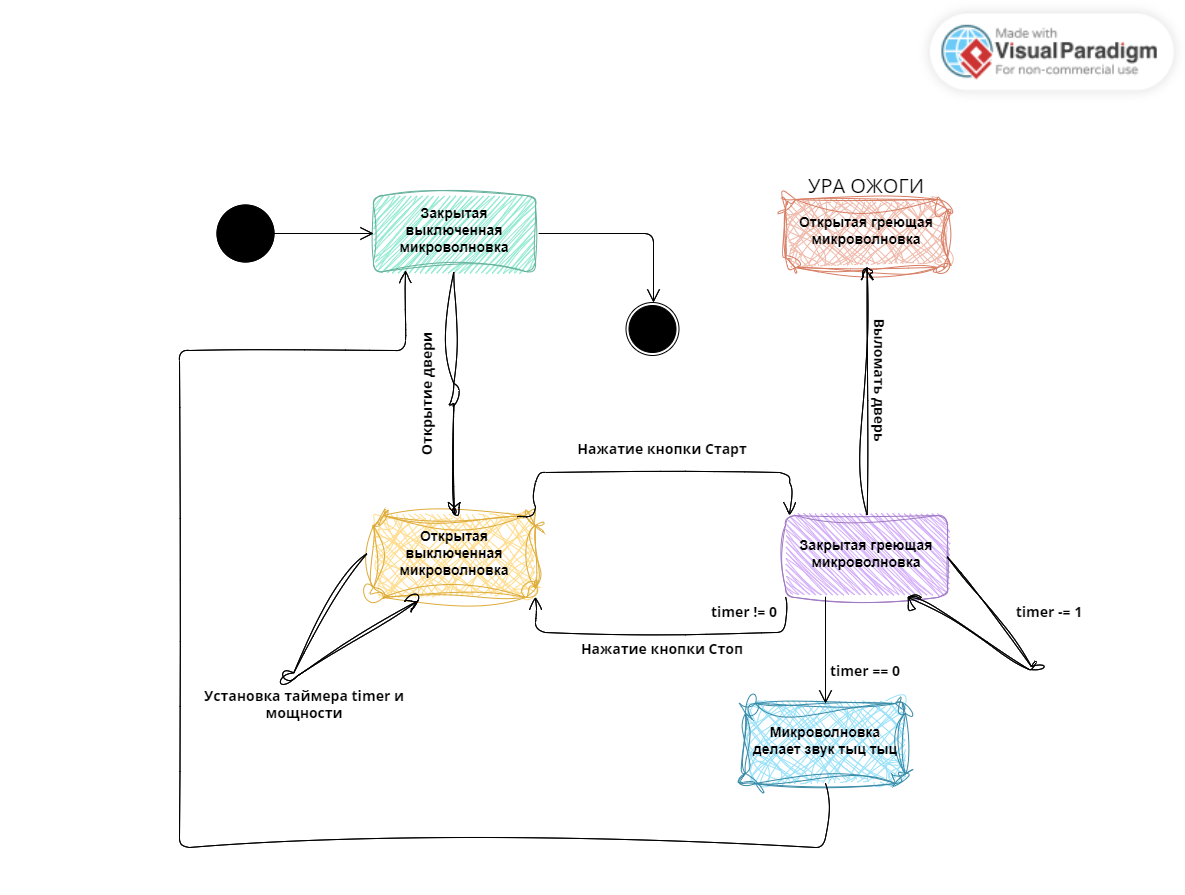 Made with
VisualParadigm
For non-commercial use
УРА ОЖОГИ
Закрытая
выключенная
микроволновка
Открытая греющая
микроволновка
Открытие двери
Выломать дверь
Нажатие кнопки Старт
Открытая
выключенная
микроволновка
Закрытая греющая
микроволновка
timer != 0
timer -= 1
Нажатие кнопки Стоп
timer == 0
Установка таймера timer и
мощности
Микроволновка
делает звук тыц тыц